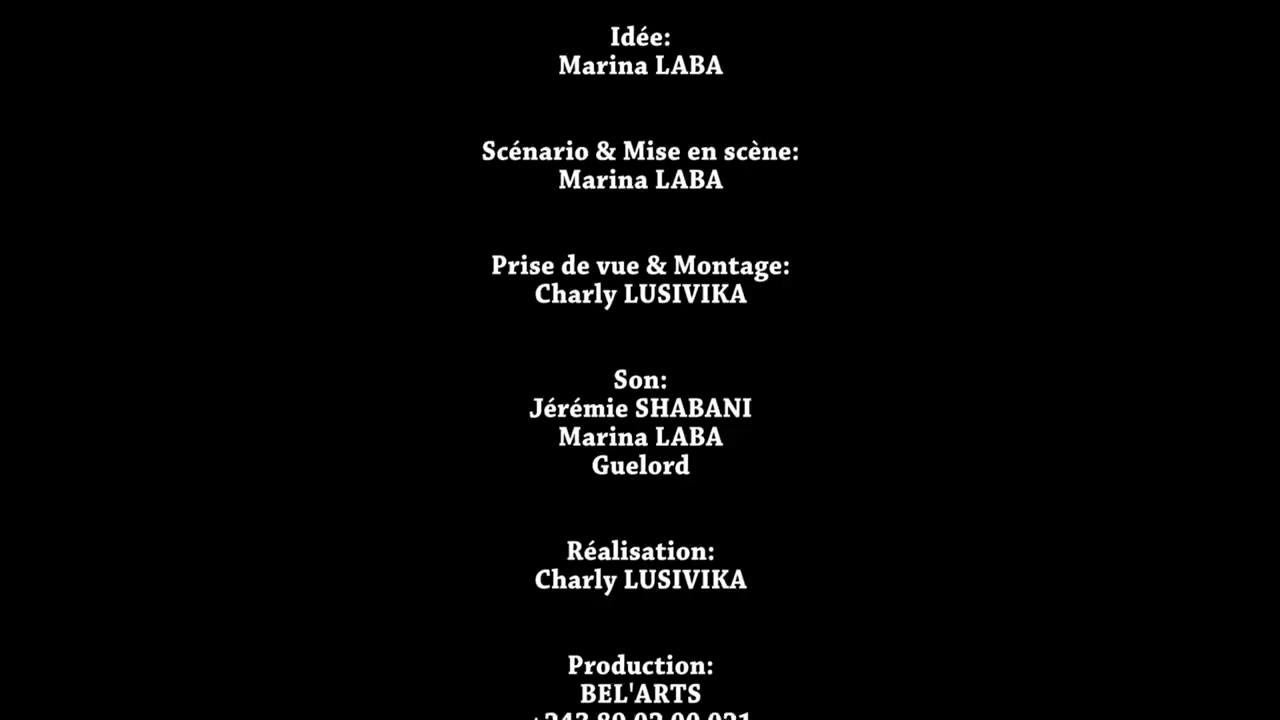 Idée:
Marina LABA
Scénario & Mise en scène:
Marina LABA
Prise de vue & Montage:
Charly LUSIVIKA
Son:
Jérémie SHABANI
Marina LABA
Guelord
Réalisation:
Charly LUSIVIKA
Production:
BEL'ARTS